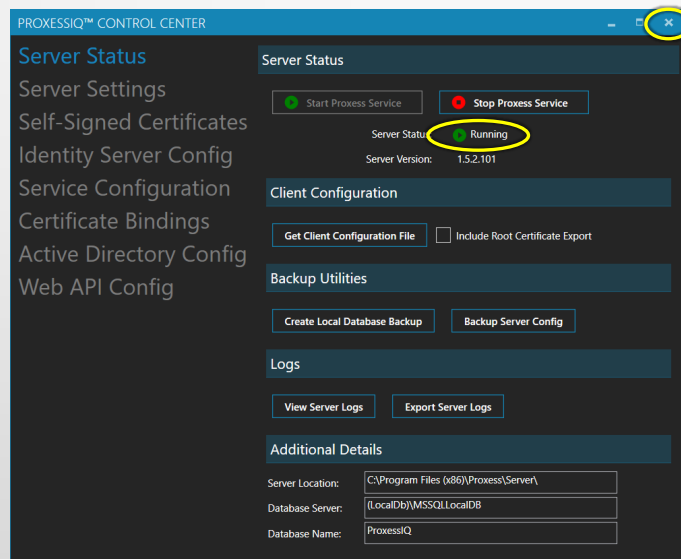 PROXESSIQ™ CONTROL CENTER
Server Status
Server Settings
Self-Signed Certificates
Identity Server Config
Service Configuration
Certificate Bindings
Active Directory Config
Web API Config
Server Status
Start Proxess Service
Stop Proxess Service
Server Statu
Running
Server Version:
1.5.2.101
Client Configuration
Get Client Configuration File
Include Root Certificate Export
Backup Utilities
Create Local Database Backup
Backup Server Config
Logs
View Server Logs
Export Server Logs
Additional Details
Server Location:
C:\Program Files (x86)\Proxess\Server\
Database Server:
(LocalDb)\MSSQLLocalDB
Database Name:
ProxessIQ